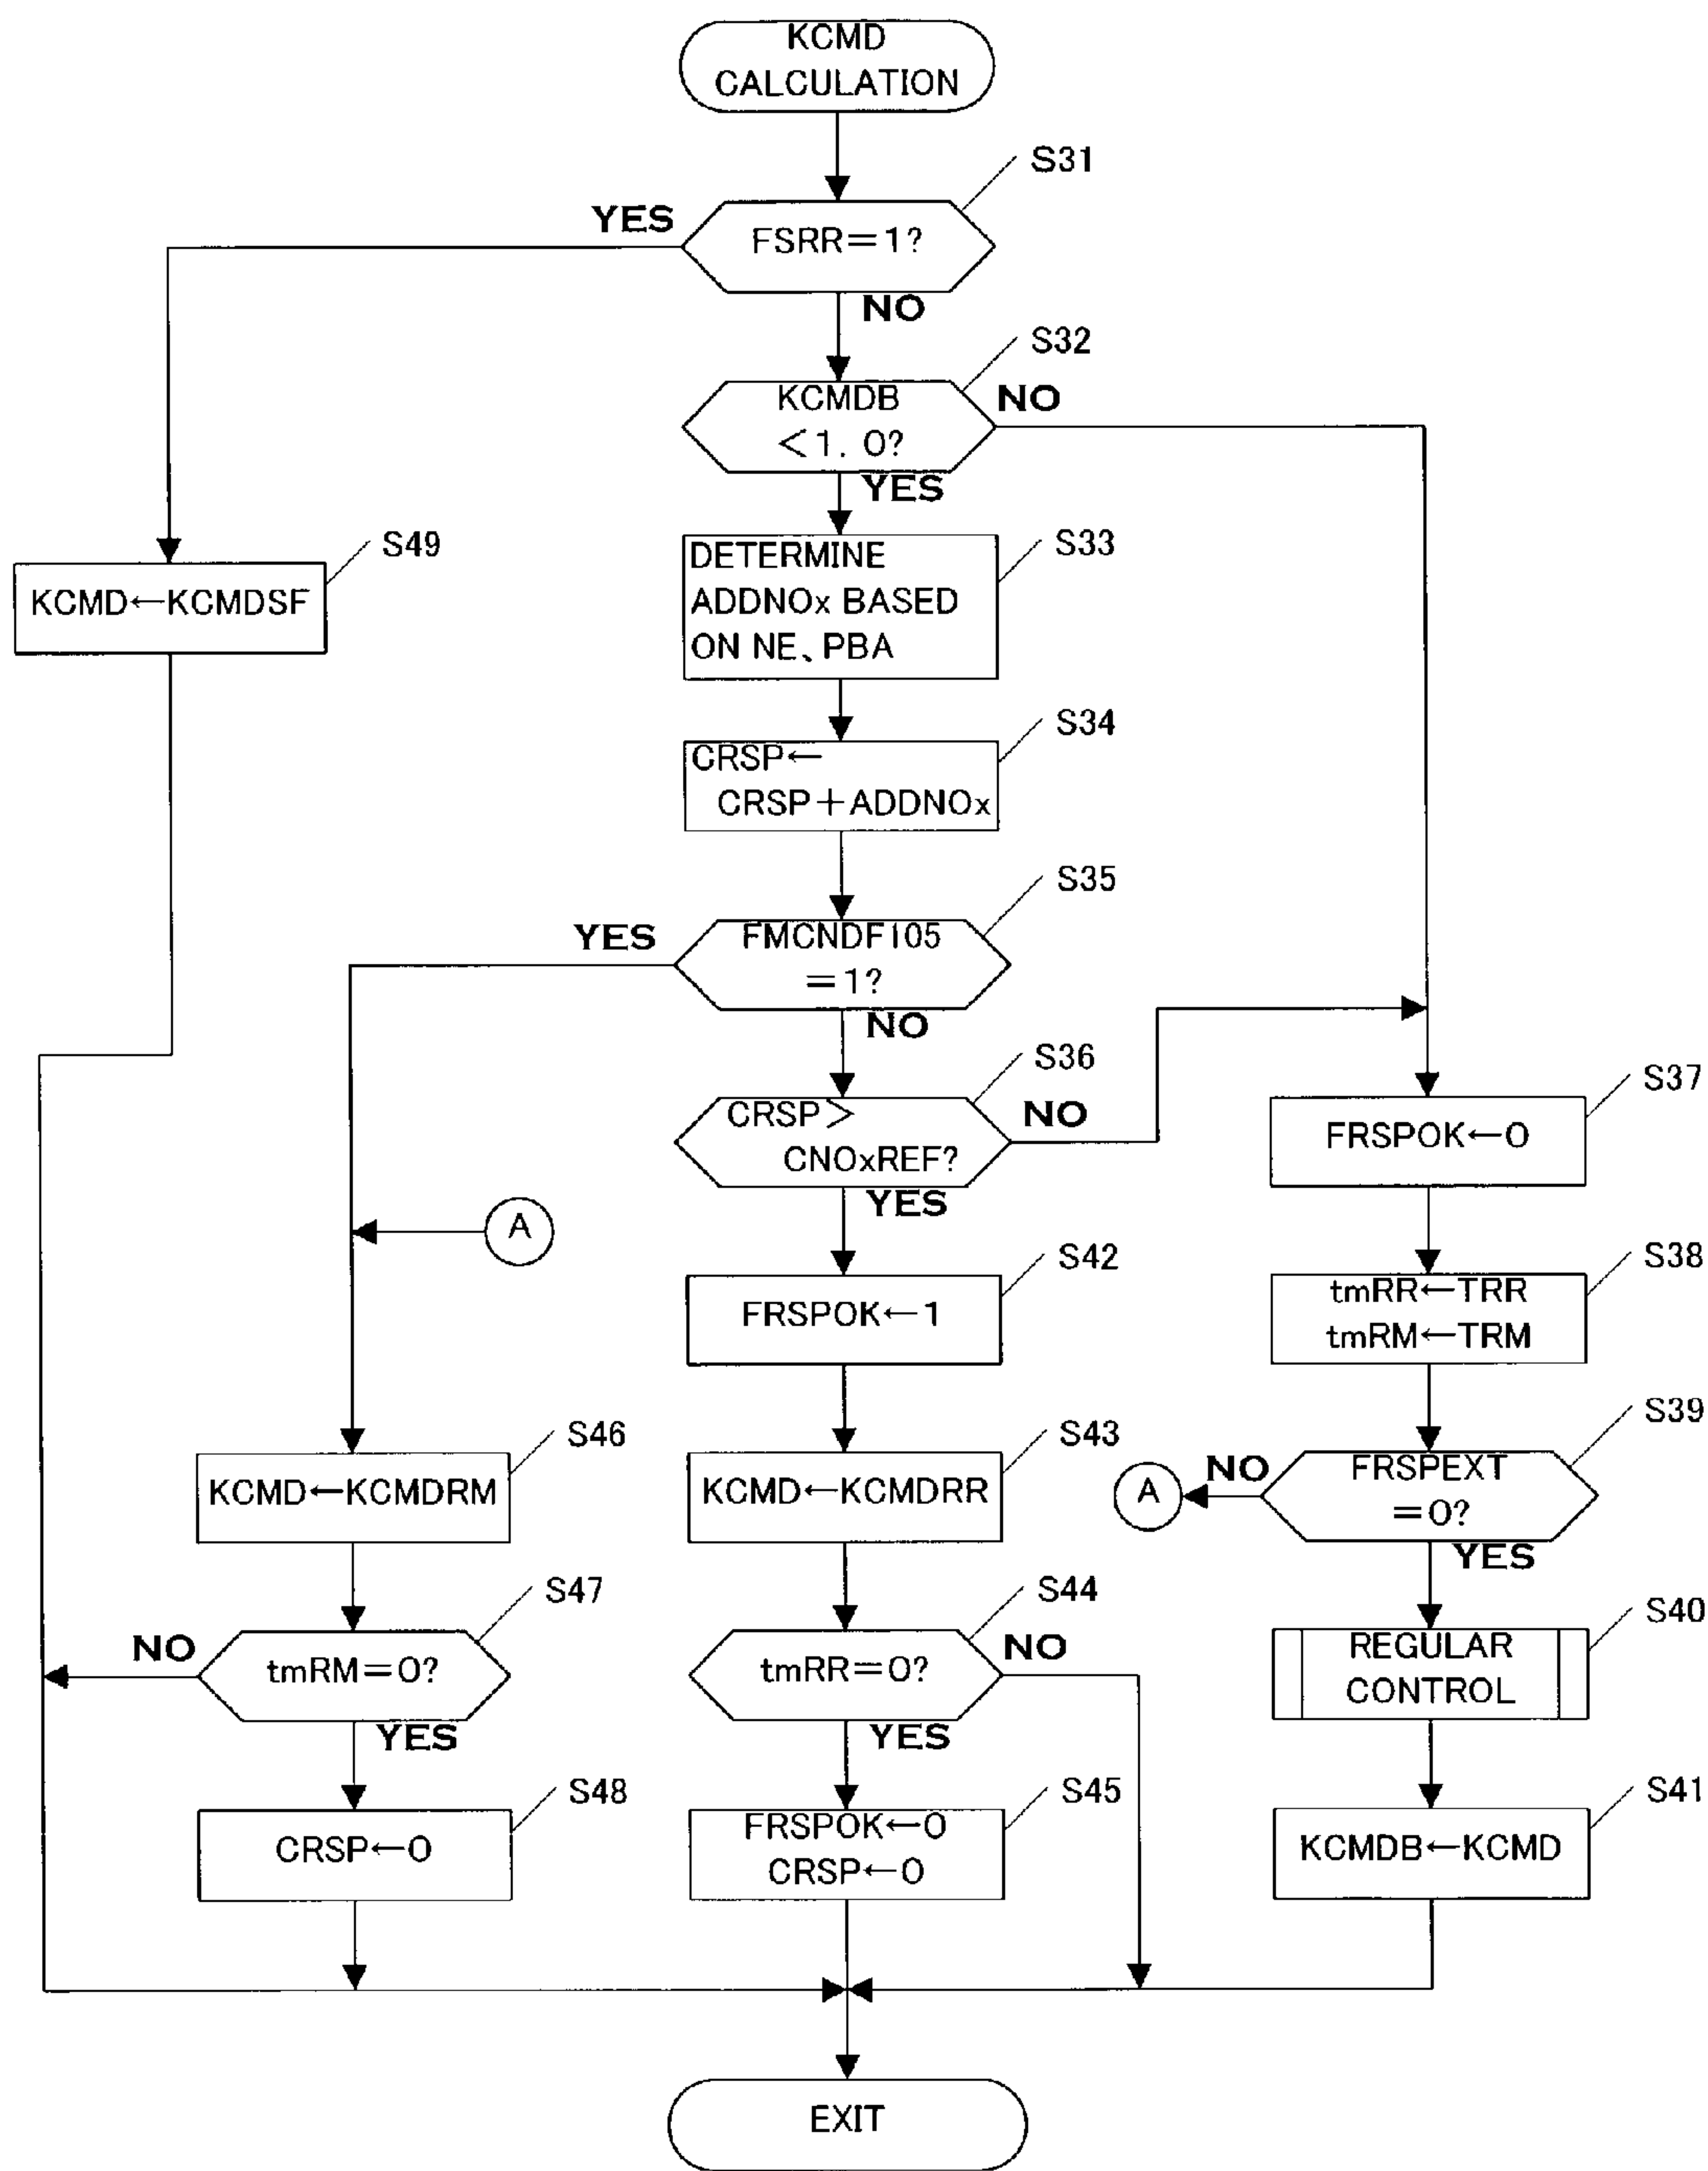 KCMD
CALCULATION
S31
YES
FSRR=1?
NO
S32
KCMDB
<1. 0?
NO
YES
S33
DETERMINE
ADDNOx BASED
ON NE、PBA
S49
KCMD←KCMDSF
S34
CRSP←
CRSP+ADDNOx
S35
YES
FMCNDF105
=1?
NO
S36
CRSP>
CNOxREF?
NO
YES
S37
FRSPOK←0
A
S42
FRSPOK←1
S38
tmRR←TRR
tmRM←TRM
S46
KCMD←KCMDRM
S43
KCMD←KCMDRR
S39
FRSPEXT
=0?
NO
A
YES
S47
NO
tmRM=0?
YES
S44
tmRR=0?
NO
YES
S40
REGULAR
CONTROL
S48
CRSP←0
S45
FRSPOK←0
CRSP←0
S41
KCMDB←KCMD
EXIT